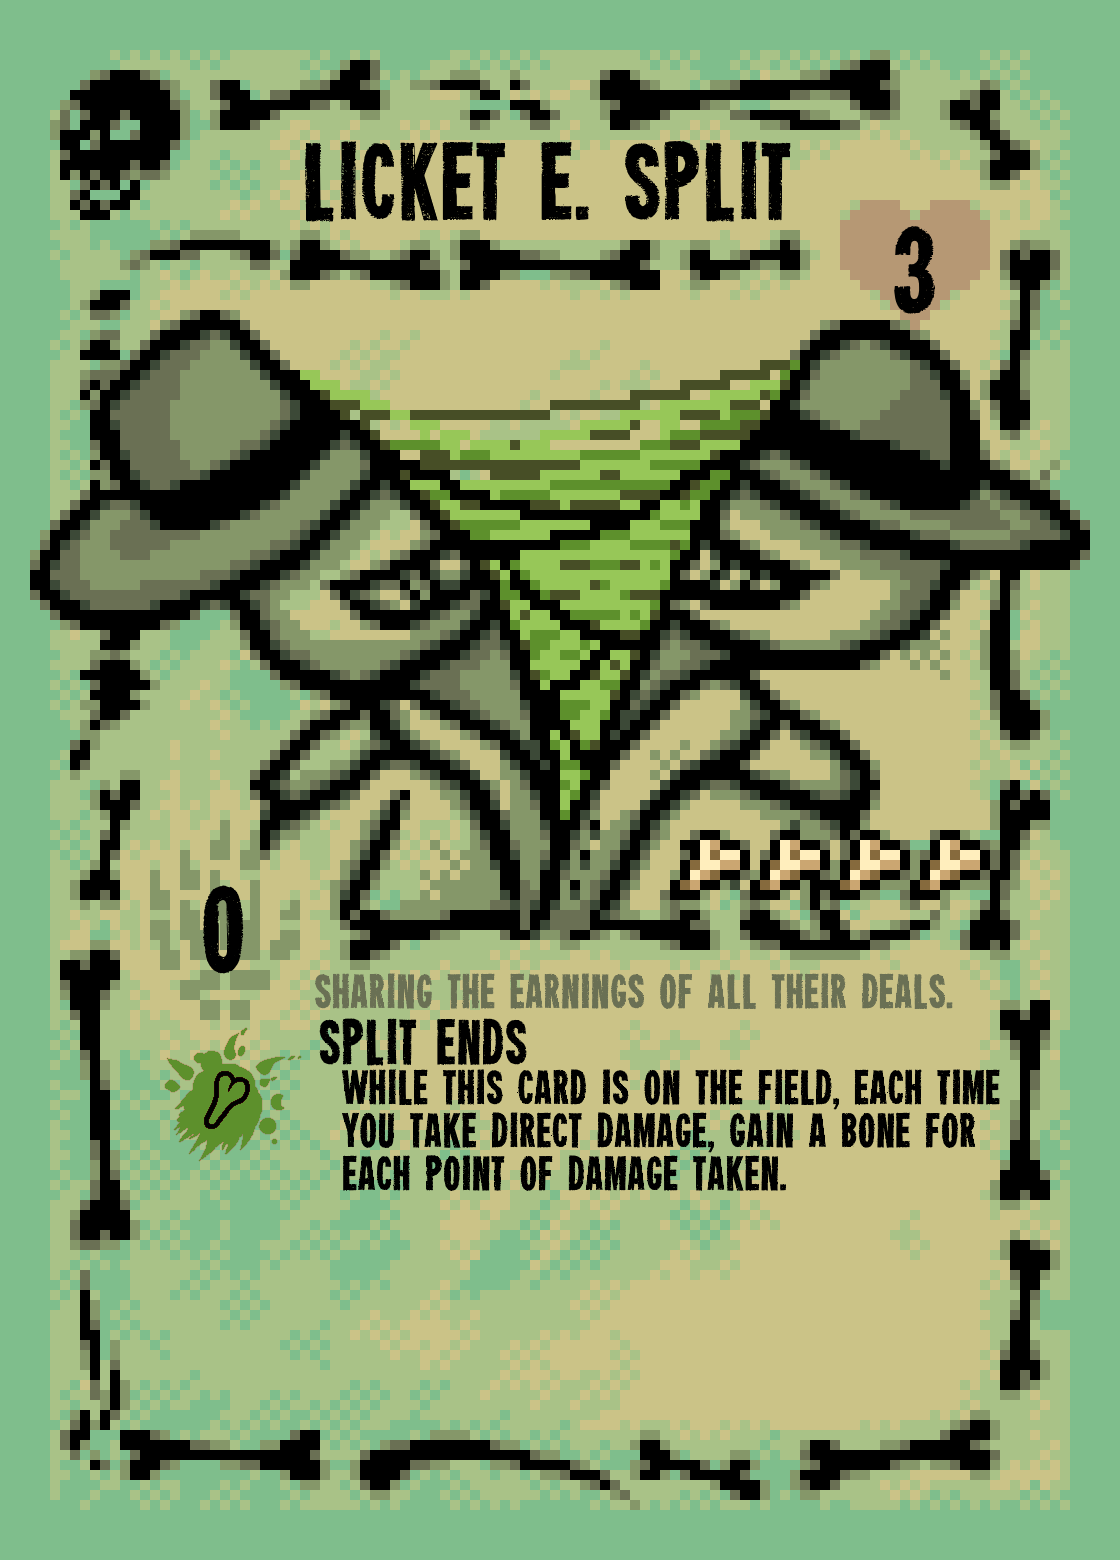 LICKET E. SPLIT
3
0
SHARING THE EARNINGS OF ALL THEIR DEALS.
SPLIT ENDS
WHILE THIS CARD IS ON THE FIELD, EACH TIME
YOU TAKE DIRECT DAMAGE, GAIN A BONE FOR
EACH POINT OF DAMAGE TAKEN.